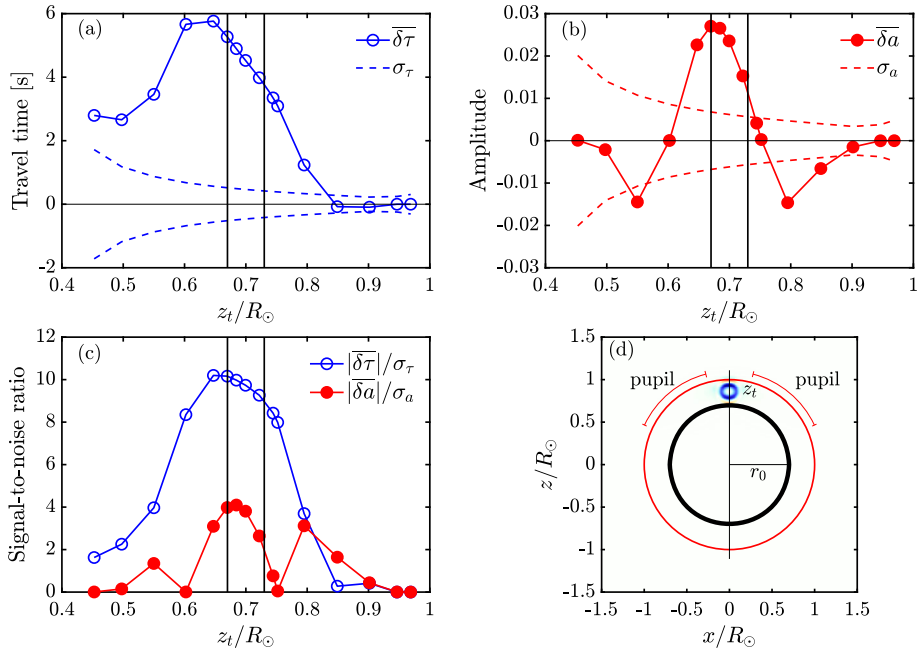 (a)
δτ
σ_τ
Travel time [s]
6
4
2
0
-2
0.4 0.5 0.6 0.7 0.8 0.9 1
z_t/R_⊙
(b)
δa
σ_a
Amplitude
0.03
0.02
0.01
0
-0.01
-0.02
-0.03
0.4 0.5 0.6 0.7 0.8 0.9 1
z_t/R_⊙
(c)
|δτ|/σ_τ
|δa|/σ_a
Signal-to-noise ratio
12
10
8
6
4
2
0
0.4 0.5 0.6 0.7 0.8 0.9 1
z_t/R_⊙
(d)
pupil pupil
z_t
r_0
z/R_⊙
1.5
1
0.5
0
-0.5
-1
-1.5
-1.5 -1 -0.5 0 0.5 1 1.5
x/R_⊙